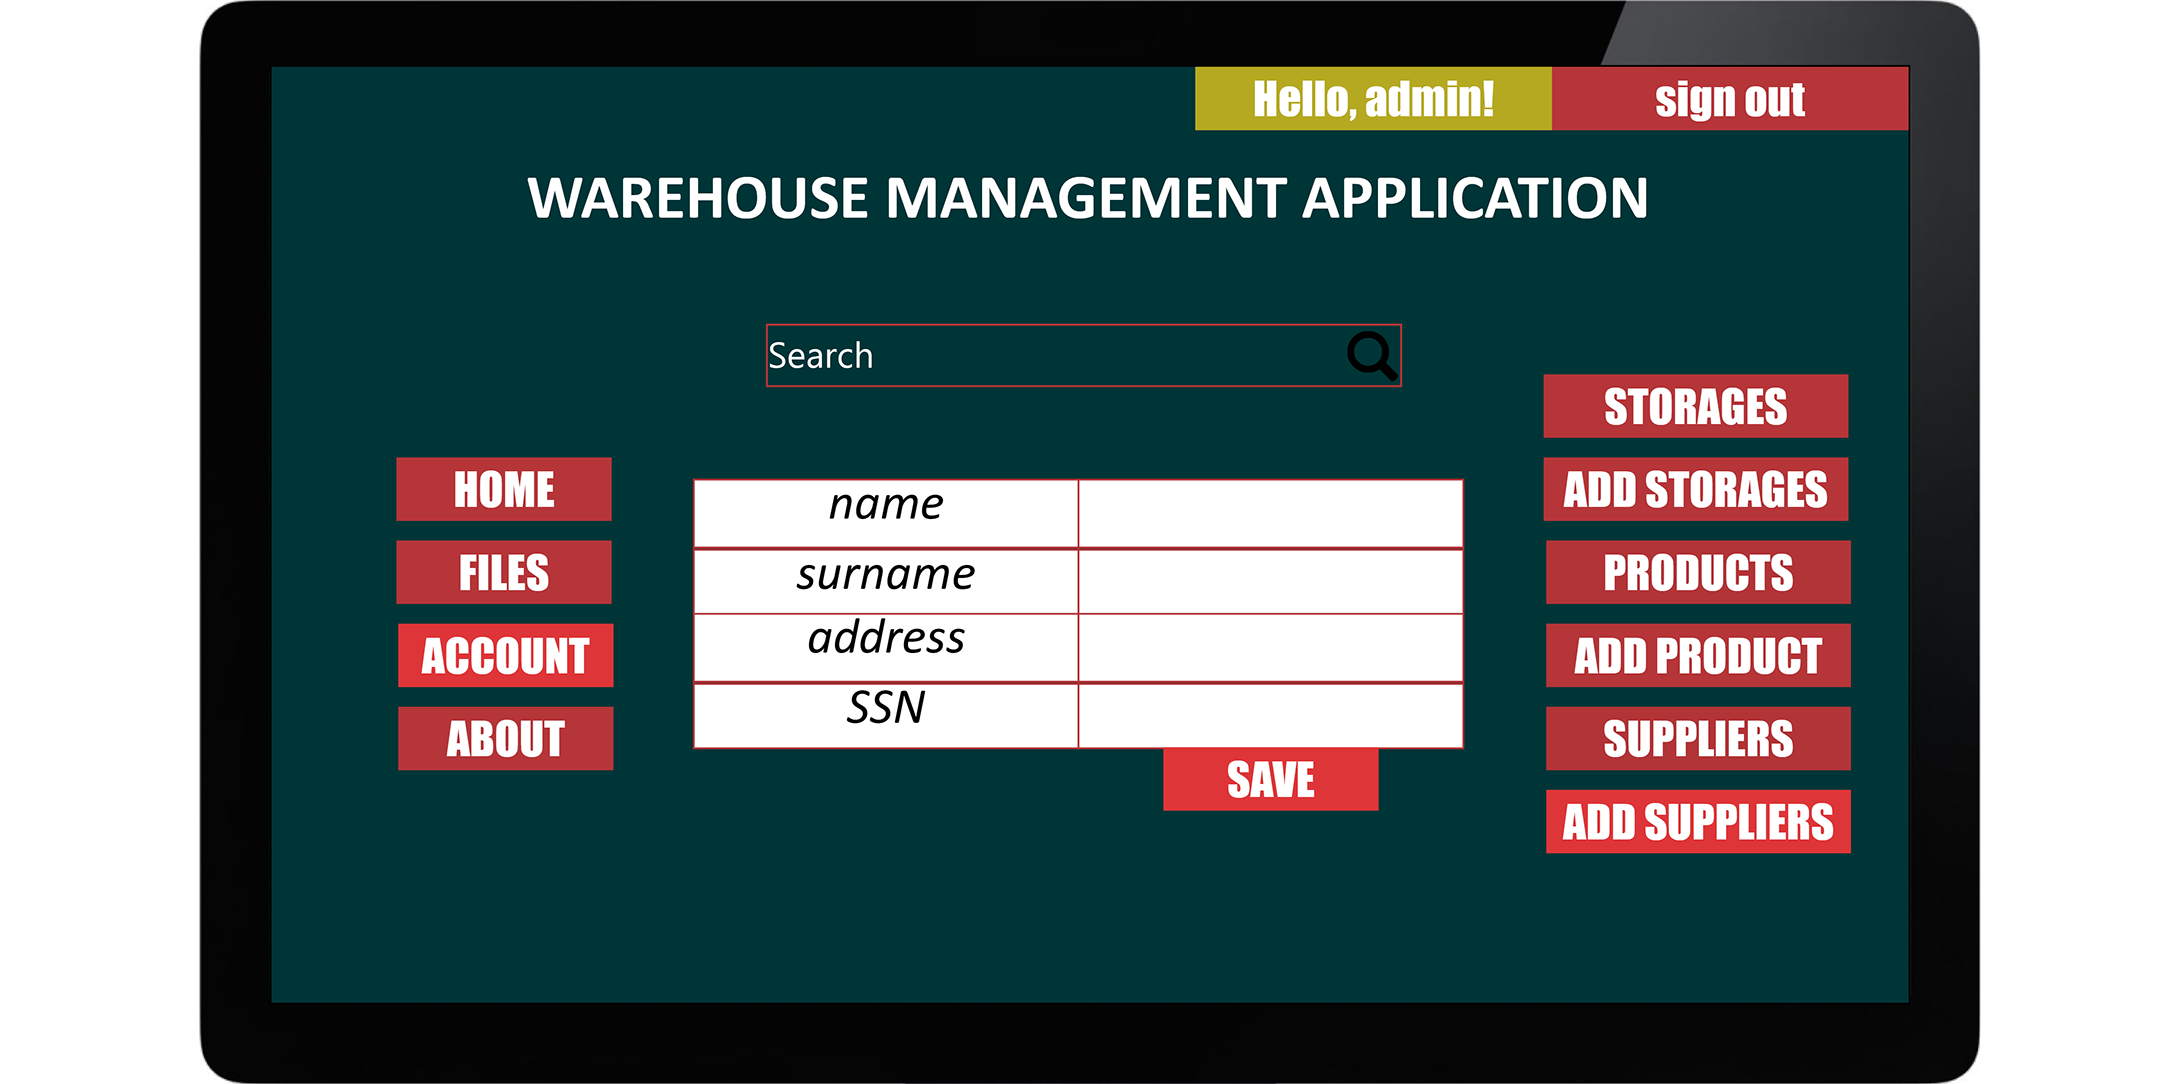 Hello, admin!
sign out
WAREHOUSE MANAGEMENT APPLICATION
Search
HOME
FILES
ACCOUNT
ABOUT
name
surname
address
SSN
SAVE
STORAGES
ADD STORAGES
PRODUCTS
ADD PRODUCT
SUPPLIERS
ADD SUPPLIERS